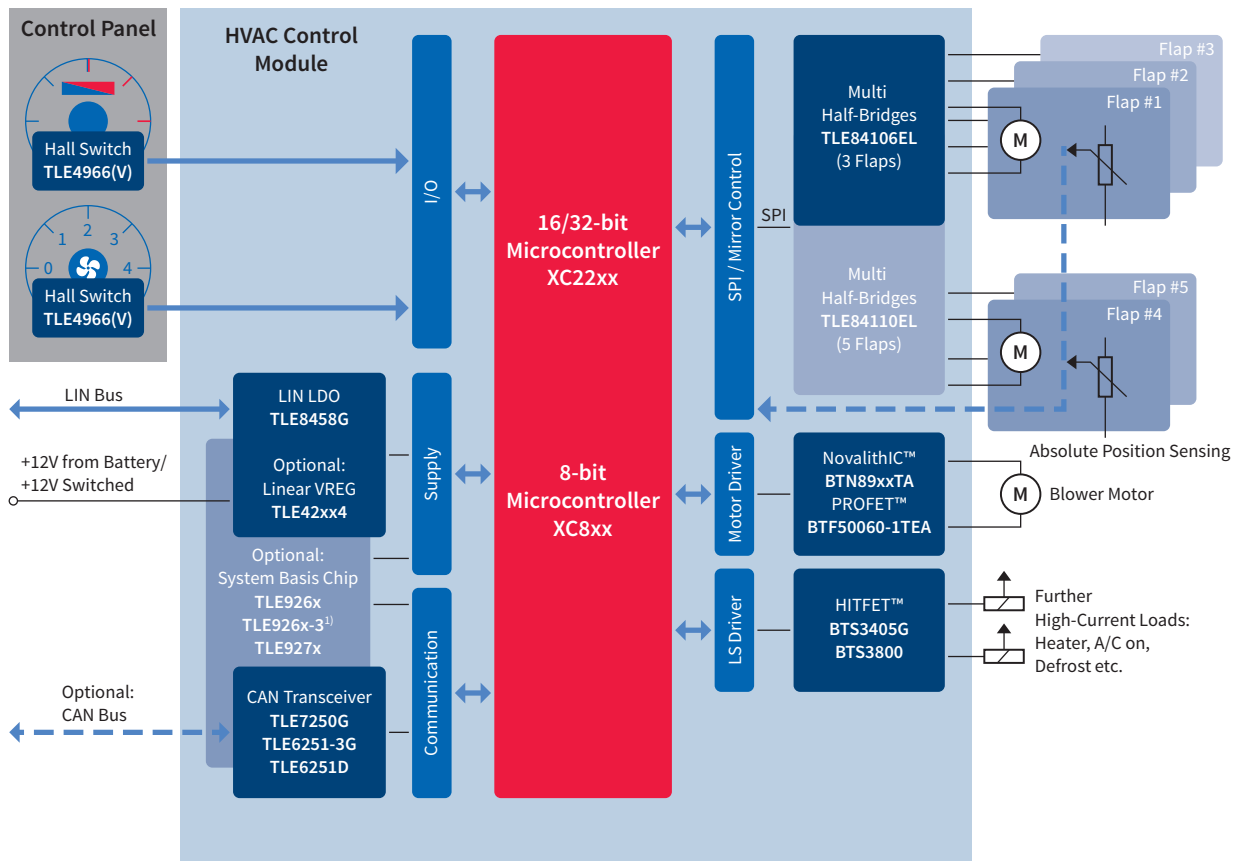 Control Panel
Hall Switch
TLE4966(V)
0
1
2
3
4
Hall Switch
TLE4966(V)
HVAC Control
Module
I/O
16/32-bit
Microcontroller
XC22xx
8-bit
Microcontroller
XC8xx
SPI / Mirror Control
SPI
Multi
Half-Bridges
TLE84106EL
(3 Flaps)
Multi
Half-Bridges
TLE84110EL
(5 Flaps)
Flap #3
Flap #2
Flap #1
M
Flap #5
Flap #4
M
Absolute Position Sensing
LIN Bus
+12V from Battery/
+12V Switched
LIN LDO
TLE8458G
Optional:
Linear VREG
TLE42xx4
Optional:
System Basis Chip
TLE926x
TLE926x-3¹⁾
TLE927x
Supply
Optional:
CAN Bus
CAN Transceiver
TLE7250G
TLE6251-3G
TLE6251D
Communication
Motor Driver
NovalithIC™
BTN89xxTA
PROFET™
BTF50060-1TEA
M
Blower Motor
LS Driver
HITFET™
BTS3405G
BTS3800
Further
High-Current Loads:
Heater, A/C on,
Defrost etc.